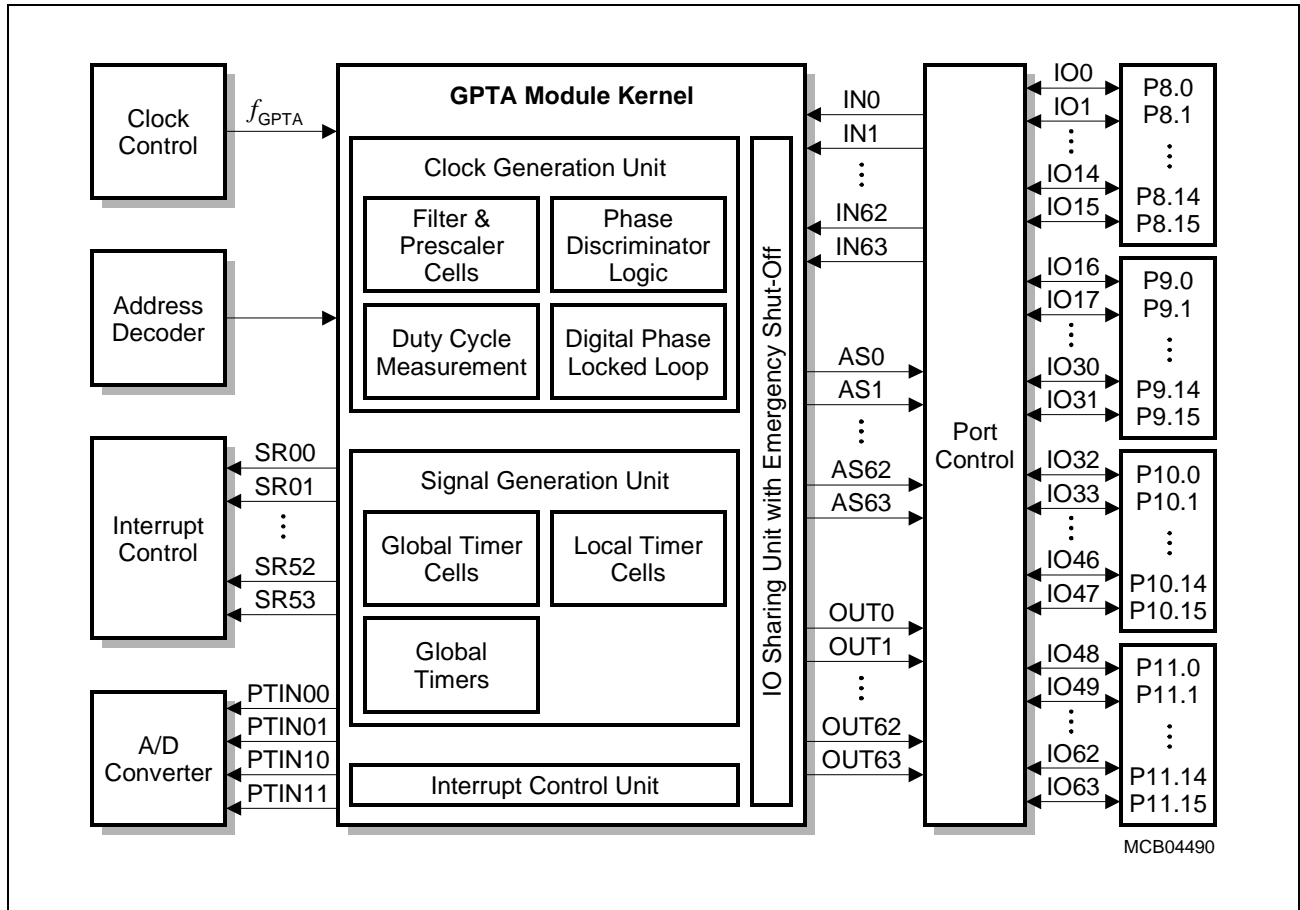 Clock
Control
fGPTA
Address
Decoder
Interrupt
Control
SR00
SR01
SR52
SR53
A/D
Converter
PTIN00
PTIN01
PTIN10
PTIN11
GPTA Module Kernel
Clock Generation Unit
Filter &
Prescaler
Cells
Phase
Discriminator
Logic
Duty Cycle
Measurement
Digital Phase
Locked Loop
Signal Generation Unit
Global Timer
Cells
Local Timer
Cells
Global
Timers
Interrupt Control Unit
IO Sharing Unit with Emergency Shut-Off
IN0
IN1
IN62
IN63
AS0
AS1
AS62
AS63
OUT0
OUT1
OUT62
OUT63
Port
Control
IO0
IO1
IO14
IO15
IO16
IO17
IO30
IO31
IO32
IO33
IO46
IO47
IO48
IO49
IO62
IO63
P8.0
P8.1
P8.14
P8.15
P9.0
P9.1
P9.14
P9.15
P10.0
P10.1
P10.14
P10.15
P11.0
P11.1
P11.14
P11.15
MCB04490